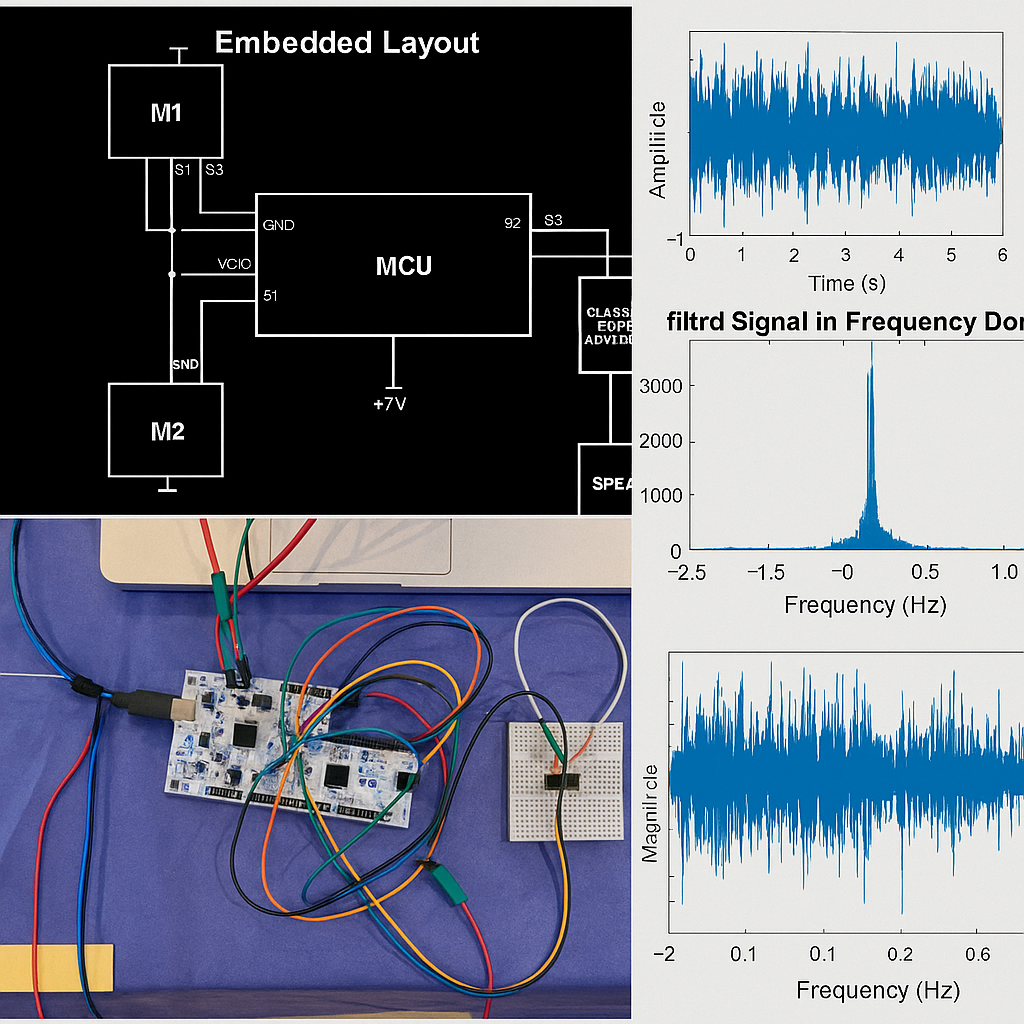 Embedded Layout
M1
S1 S3
GND
92 S3
VCIO
MCU
51
SND
+7V
M2
CLASS
EOPE
ADVID
SPEA
Ampliii cle
−1
0 1 2 3 4 5 6
Time (s)
filtrd Signal in Frequency Dor
3000
2000
1000
0
−2.5 −1.5 −0 0.5 1.0
Frequency (Hz)
Magnilr cle
−2 0.1 0.1 0.2 0.6
Frequency (Hz)